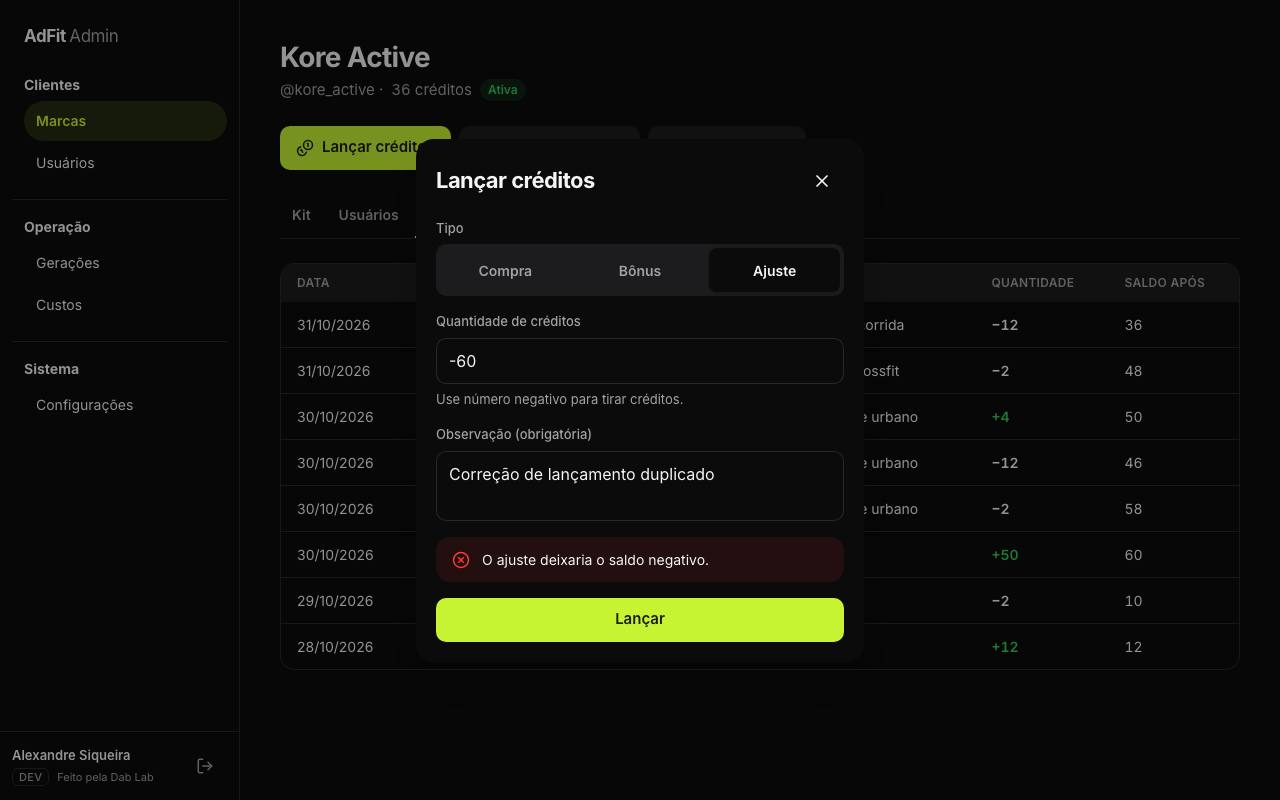 AdFit Admin
Clientes
Marcas
Usuários
Operação
Gerações
Custos
Sistema
Configurações
Alexandre Siqueira
DEV Feito pela Dab Lab
Kore Active
@kore_active · 36 créditos Ativa
Lançar
Kit Usuários
Lançar créditos
Tipo
Compra Bônus Ajuste
Quantidade de créditos
-60
Use número negativo para tirar créditos.
Observação (obrigatória)
Correção de lançamento duplicado
O ajuste deixaria o saldo negativo.
Lançar
DATA QUANTIDADE SALDO APÓS
31/10/2026 −12 36
31/10/2026 −2 48
30/10/2026 urbano +4 50
30/10/2026 urbano −12 46
30/10/2026 urbano −2 58
30/10/2026 +50 60
29/10/2026 −2 10
28/10/2026 +12 12